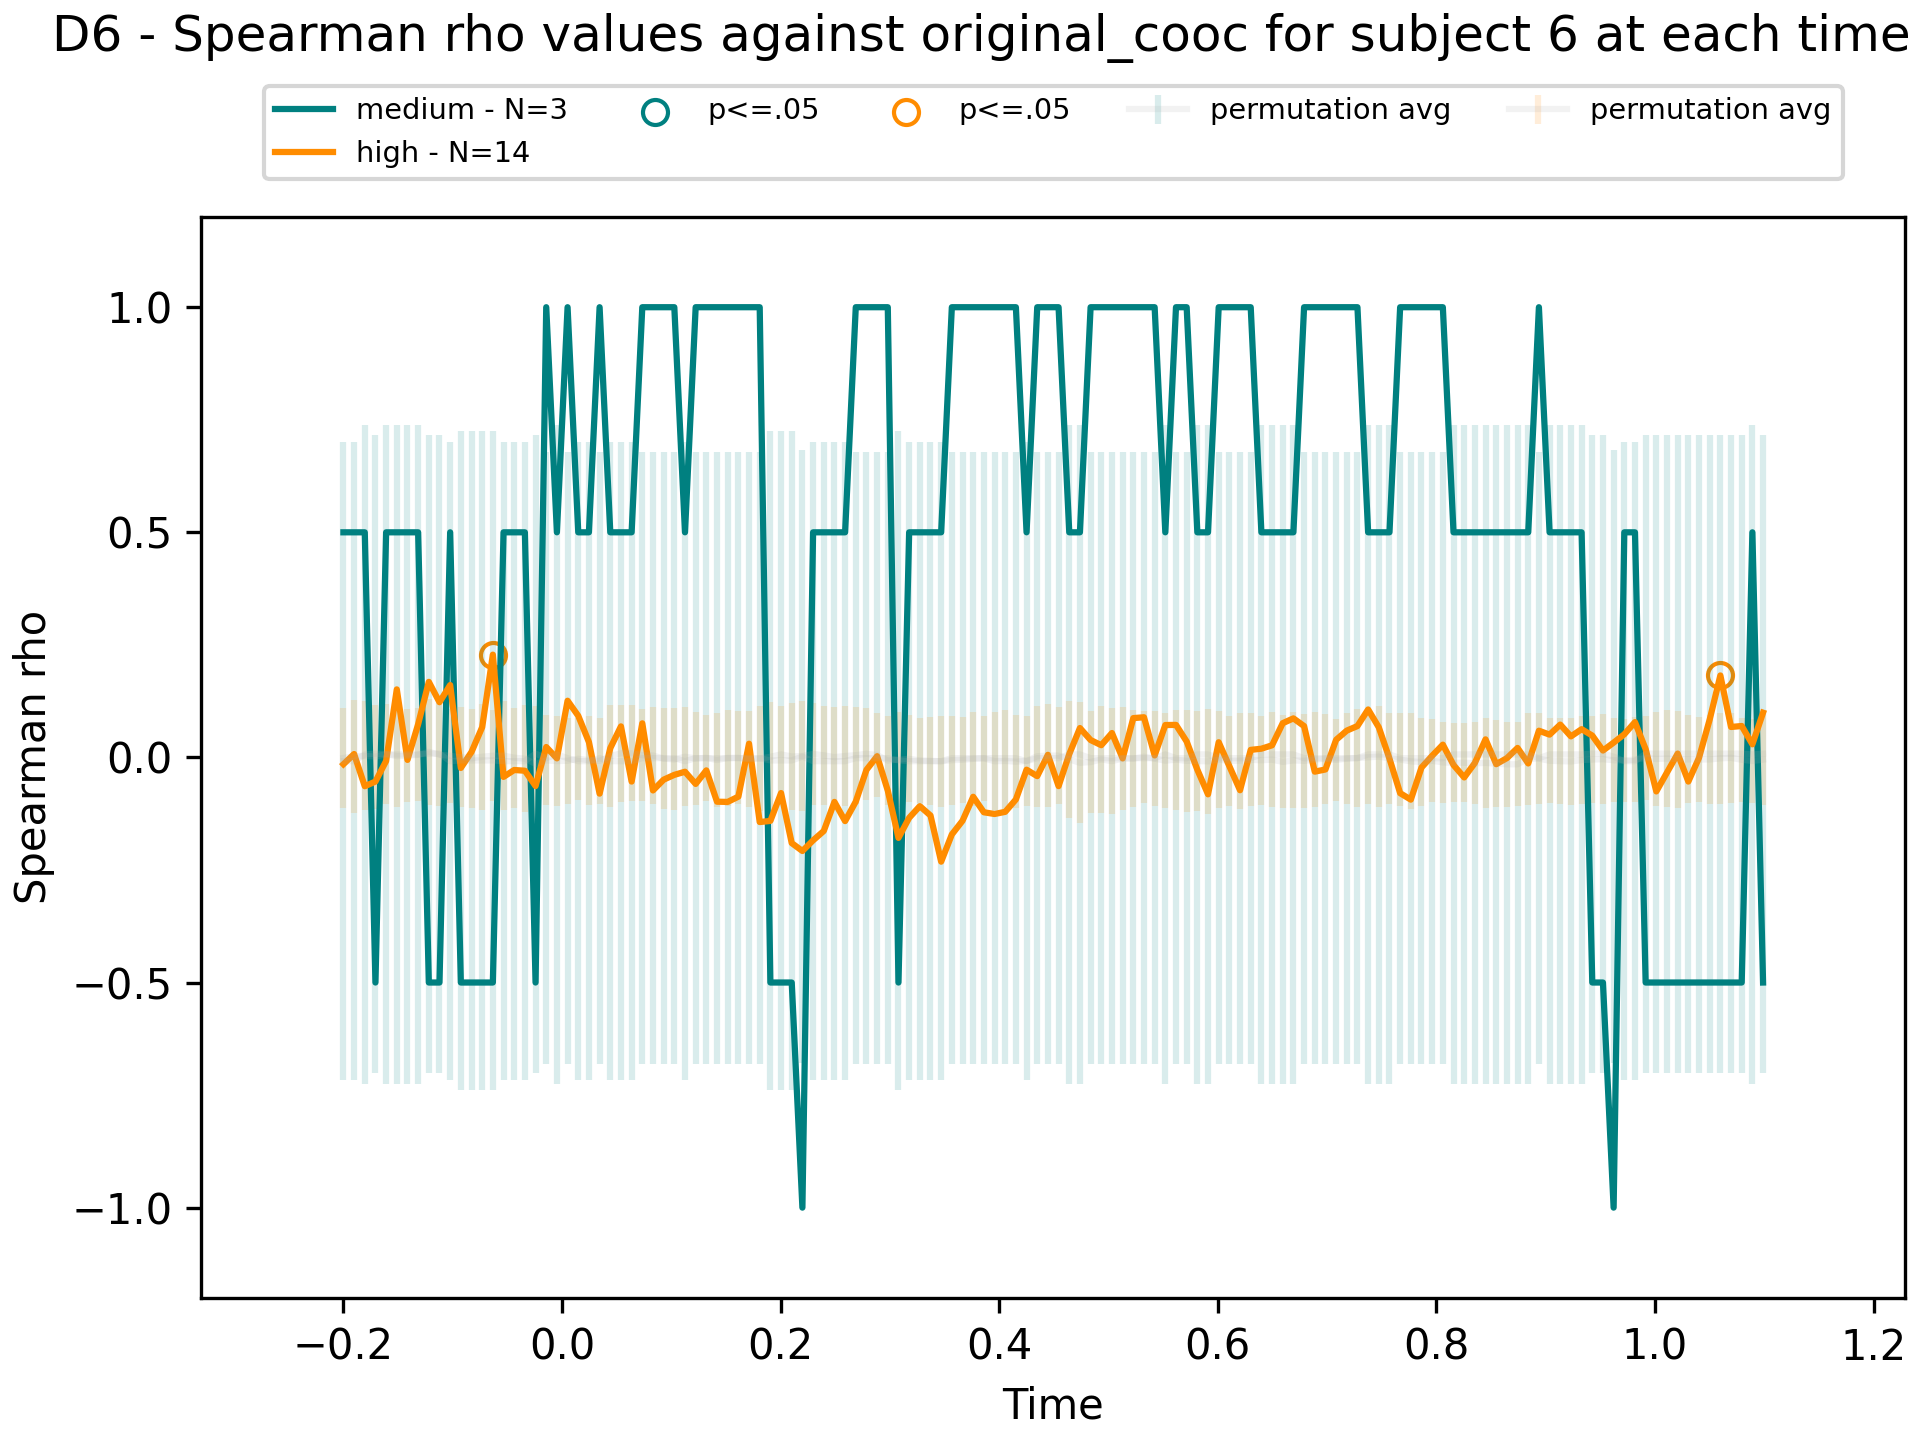 D6 - Spearman rho values against original_cooc for subject 6 at each time
medium - N=3
high - N=14
p<=.05
p<=.05
permutation avg
permutation avg
Spearman rho
1.0
0.5
0.0
−0.5
−1.0
−0.2
0.0
0.2
0.4
0.6
0.8
1.0
1.2
Time